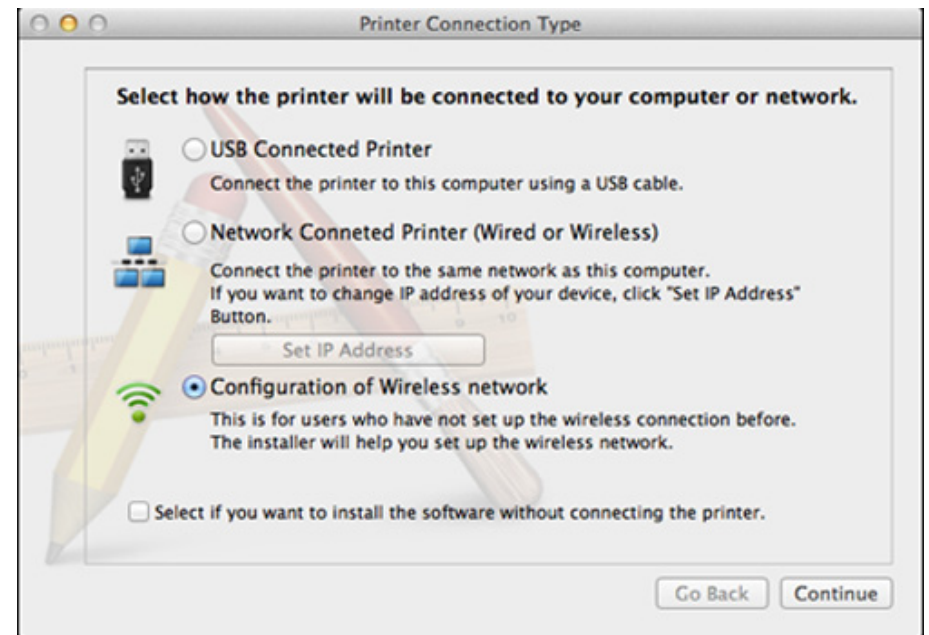 Printer Connection Type
Select how the printer will be connected to your computer or network.
USB Connected Printer
Connect the printer to this computer using a USB cable.
Network Conneted Printer (Wired or Wireless)
Connect the printer to the same network as this computer.
If you want to change IP address of your device, click "Set IP Address"
Button.
Set IP Address
Configuration of Wireless network
This is for users who have not set up the wireless connection before.
The installer will help you set up the wireless network.
Select if you want to install the software without connecting the printer.
Go Back Continue